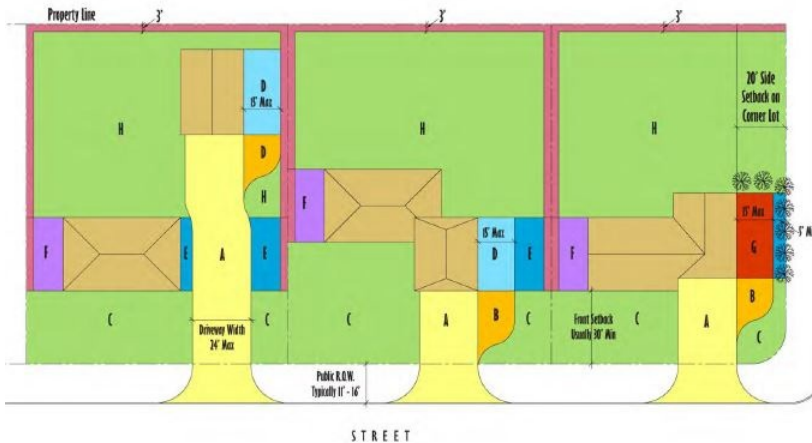 Property Line
3'
3'
3'
D
15' Max
20' Side
Setback on
Corner Lot
H
H
H
D
H
F
F
15' Max
15' Max
F
E
A
E
D
E
F
G
C
C
C
B
C
C
B
Driveway Width
24' Max
A
Front Setback
Usually 30' Min
A
C
Public R.O.W.
Typically 11' - 16'
STREET